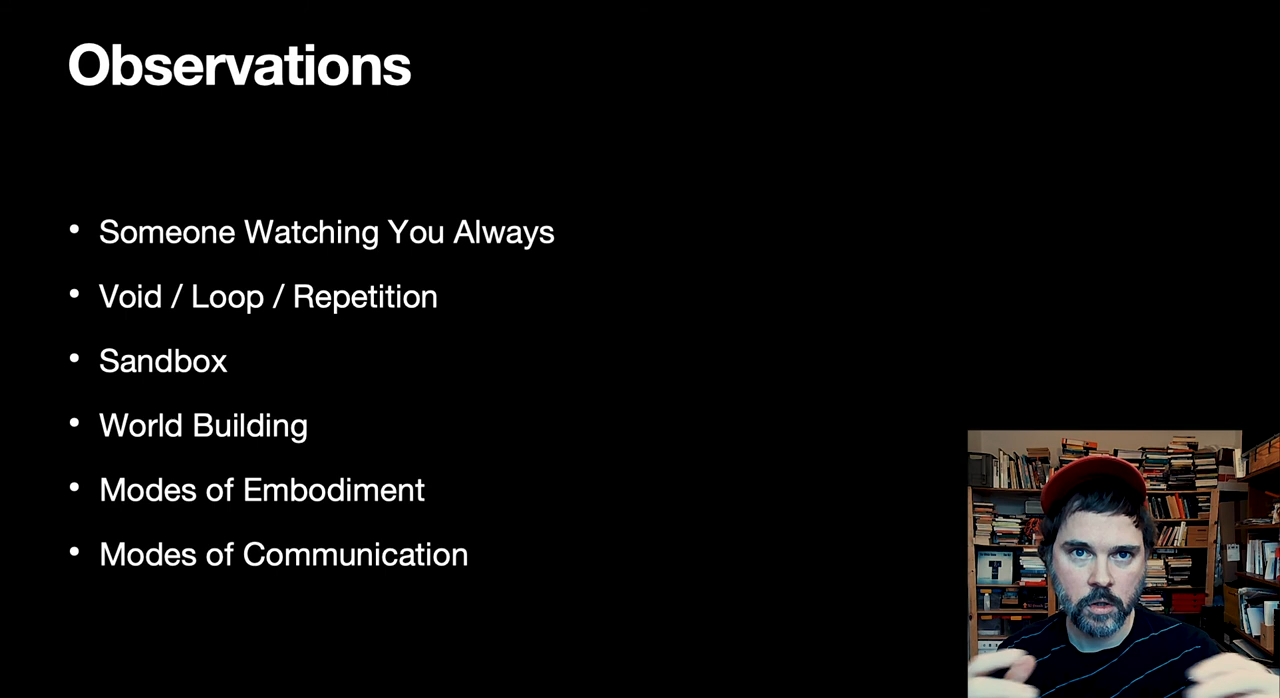 Observations
• Someone Watching You Always
• Void / Loop / Repetition
• Sandbox
• World Building
• Modes of Embodiment
• Modes of Communication